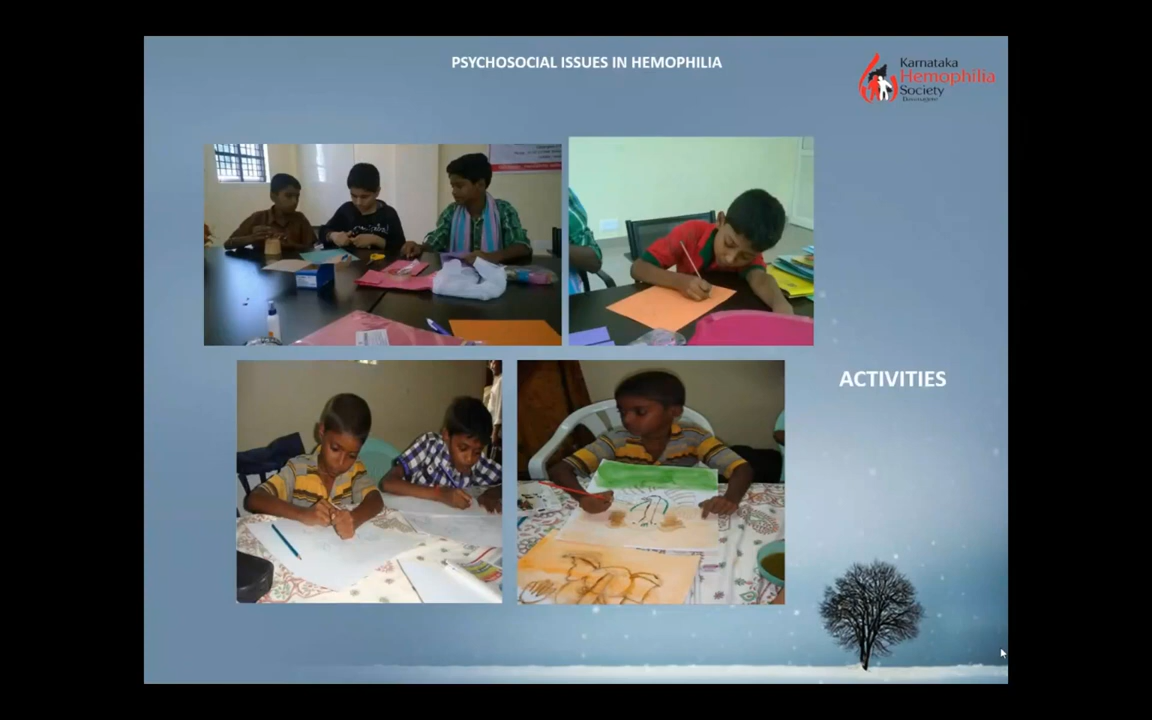 PSYCHOSOCIAL ISSUES IN HEMOPHILIA
Karnataka
Hemophilia
Society
ACTIVITIES